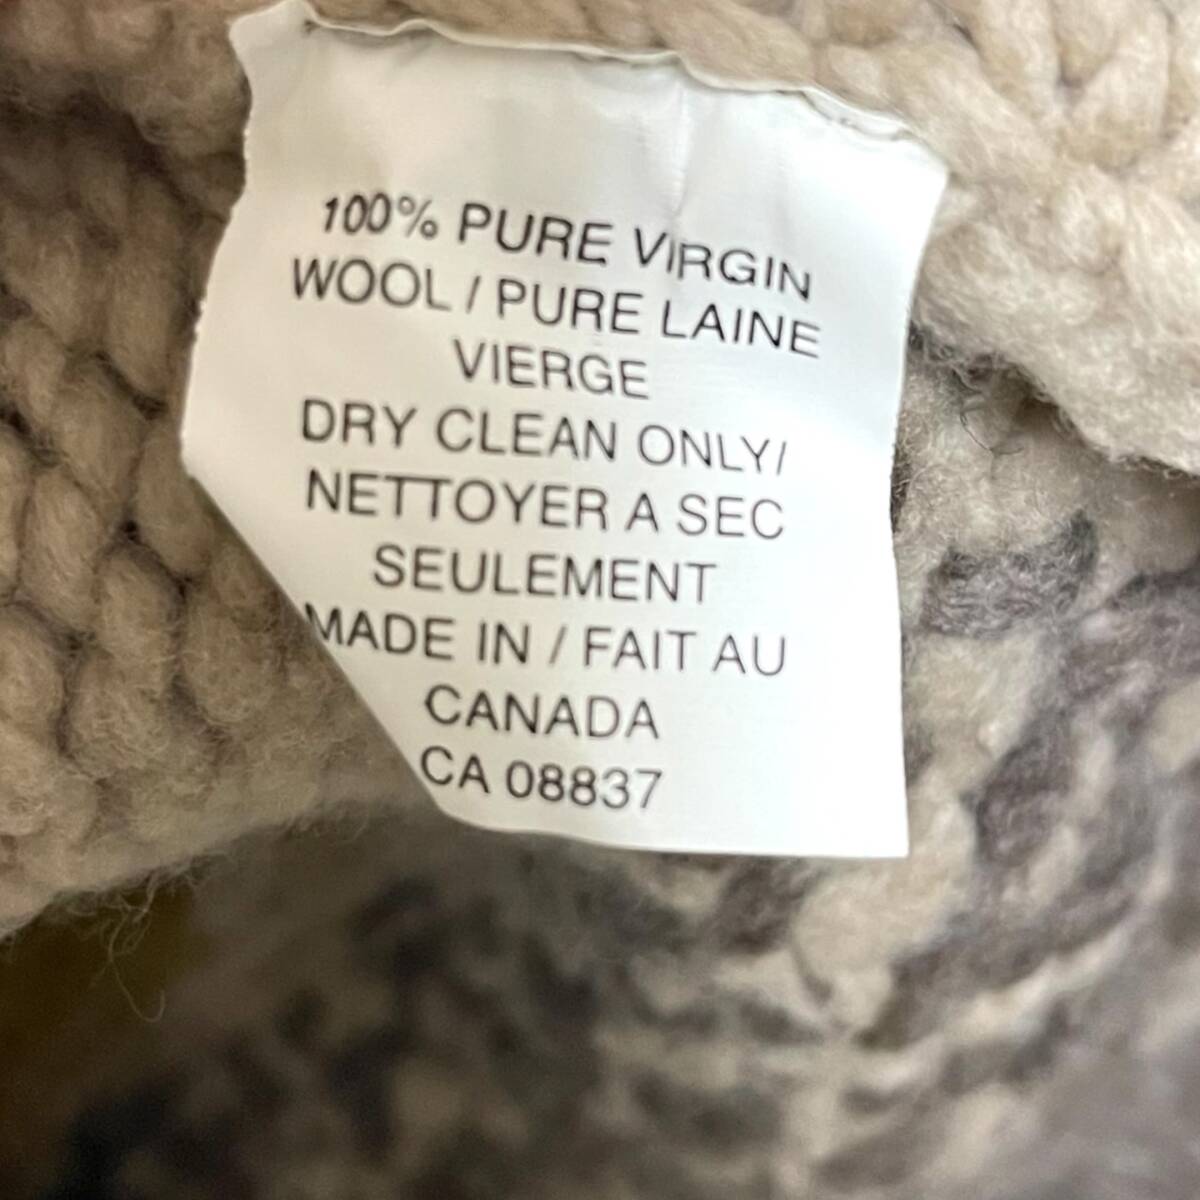 100% PURE VIRGIN
WOOL / PURE LAINE
VIERGE
DRY CLEAN ONLY/
NETTOYER A SEC
SEULEMENT
MADE IN / FAIT AU
CANADA
CA 08837